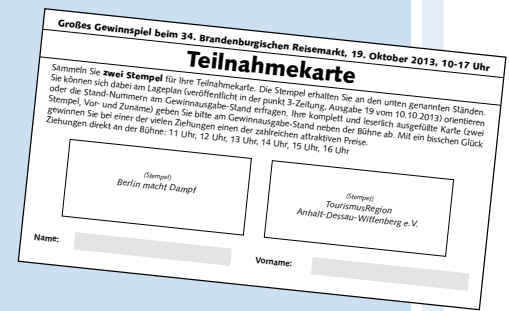 Großes Gewinnspiel beim 34. Brandenburgischen Reisemarkt, 19. Oktober 2013, 10-17 Uhr
Teilnahmekarte
Sammeln Sie zwei Stempel für Ihre Teilnahmekarte. Die Stempel erhalten Sie an den unten genannten Ständen.
Sie können sich dabei am Lageplan (veröffentlicht in der punkt 3-Zeitung, Ausgabe 19 vom 10.10.2013) orientieren
oder die Stand-Nummern am Gewinnausgabe-Stand erfragen. Ihre komplett und leserlich ausgefüllte Karte (zwei
Stempel, Vor- und Zuname) geben Sie bitte am Gewinnausgabe-Stand neben der Bühne ab. Mit ein bisschen Glück
gewinnen Sie bei einer der vielen Ziehungen einen der zahlreichen attraktiven Preise.
Ziehungen direkt an der Bühne: 11 Uhr, 12 Uhr, 13 Uhr, 14 Uhr, 15 Uhr, 16 Uhr
(Stempel)
Berlin macht Dampf
(Stempel)
TourismusRegion
Anhalt-Dessau-Wittenberg e.V.
Name:
Vorname: